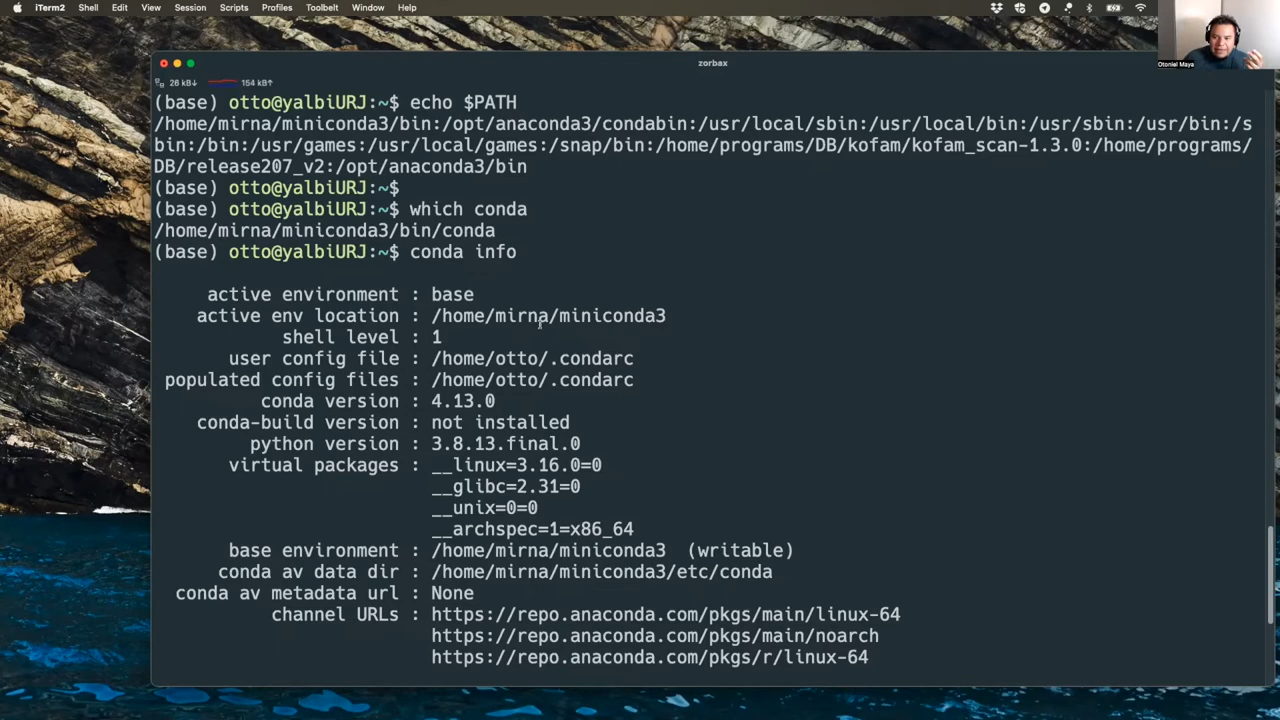 iTerm2 Shell Edit View Session Scripts Profiles Toolbelt Window Help
Otoniel Maya
zorbax
26 kB↓ 154 kB↑
(base) otto@yalbiURJ:~$ echo $PATH
/home/mirna/miniconda3/bin:/opt/anaconda3/condabin:/usr/local/sbin:/usr/local/bin:/usr/sbin:/usr/bin:/s
bin:/bin:/usr/games:/usr/local/games:/snap/bin:/home/programs/DB/kofam/kofam_scan-1.3.0:/home/programs/
DB/release207_v2:/opt/anaconda3/bin
(base) otto@yalbiURJ:~$
(base) otto@yalbiURJ:~$ which conda
/home/mirna/miniconda3/bin/conda
(base) otto@yalbiURJ:~$ conda info
active environment : base
active env location : /home/mirna/miniconda3
shell level : 1
user config file : /home/otto/.condarc
populated config files : /home/otto/.condarc
conda version : 4.13.0
conda-build version : not installed
python version : 3.8.13.final.0
virtual packages : __linux=3.16.0=0
__glibc=2.31=0
__unix=0=0
__archspec=1=x86_64
base environment : /home/mirna/miniconda3 (writable)
conda av data dir : /home/mirna/miniconda3/etc/conda
conda av metadata url : None
channel URLs : https://repo.anaconda.com/pkgs/main/linux-64
https://repo.anaconda.com/pkgs/main/noarch
https://repo.anaconda.com/pkgs/r/linux-64